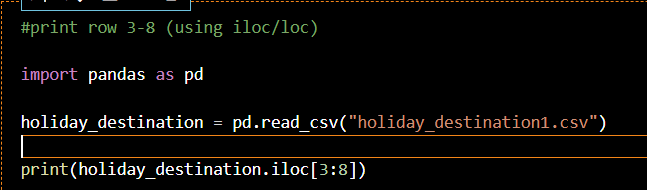 #print row 3-8 (using iloc/loc)
import pandas as pd
holiday_destination = pd.read_csv("holiday_destination1.csv")
print(holiday_destination.iloc[3:8])